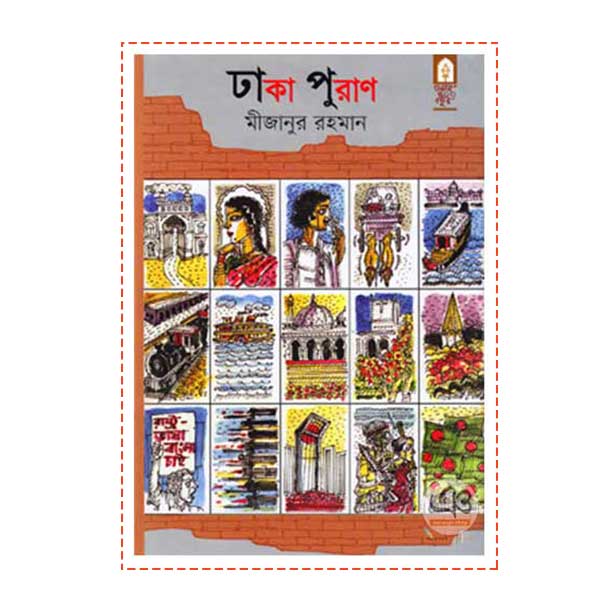 ঢাকা পুরাণ
মীজানুর রহমান
রাষ্ট্র-
ভাষা
বাংলা
চাই